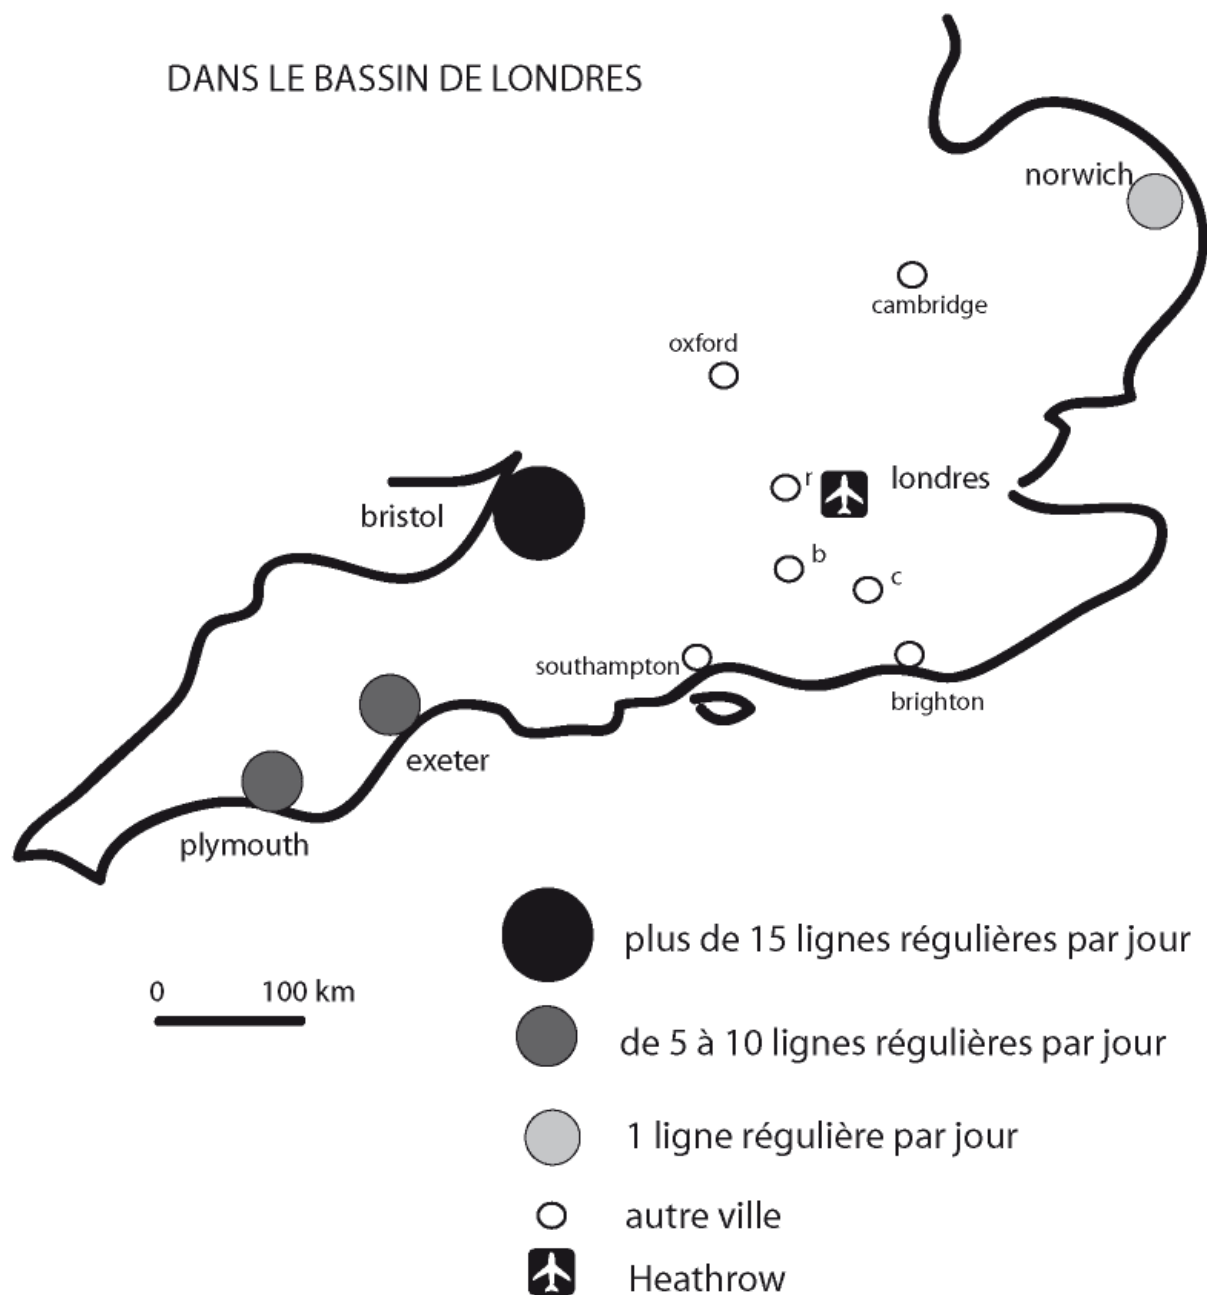 DANS LE BASSIN DE LONDRES
norwich
cambridge
oxford
r
londres
bristol
b
c
southampton
brighton
exeter
plymouth
plus de 15 lignes régulières par jour
0 100 km
de 5 à 10 lignes régulières par jour
1 ligne régulière par jour
autre ville
Heathrow